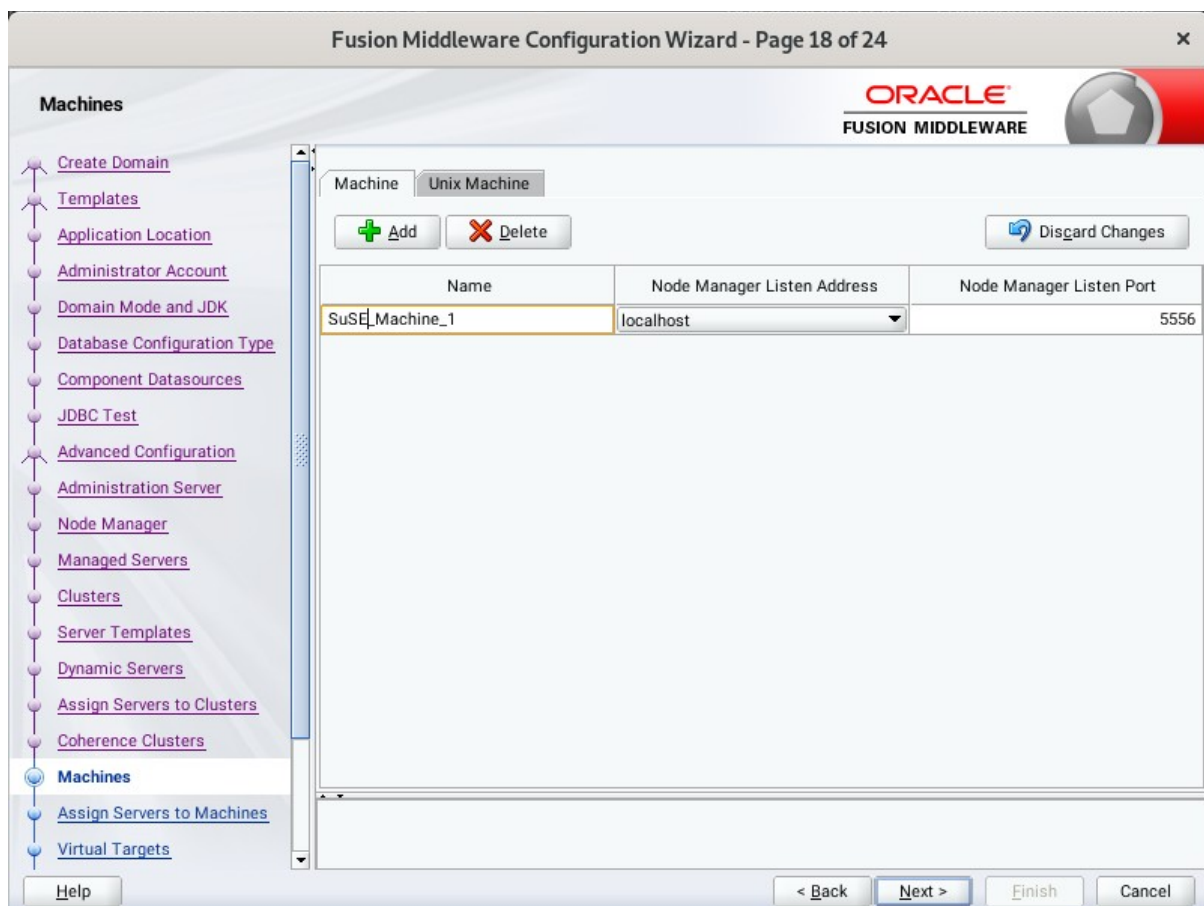 Fusion Middleware Configuration Wizard - Page 18 of 24
Machines
ORACLE
FUSION MIDDLEWARE
Create Domain
Templates
Application Location
Administrator Account
Domain Mode and JDK
Database Configuration Type
Component Datasources
JDBC Test
Advanced Configuration
Administration Server
Node Manager
Managed Servers
Clusters
Server Templates
Dynamic Servers
Assign Servers to Clusters
Coherence Clusters
Machines
Assign Servers to Machines
Virtual Targets
Machine Unix Machine
Add Delete Discard Changes
Name Node Manager Listen Address Node Manager Listen Port
SuSE_Machine_1 localhost 5556
Help < Back Next > Finish Cancel